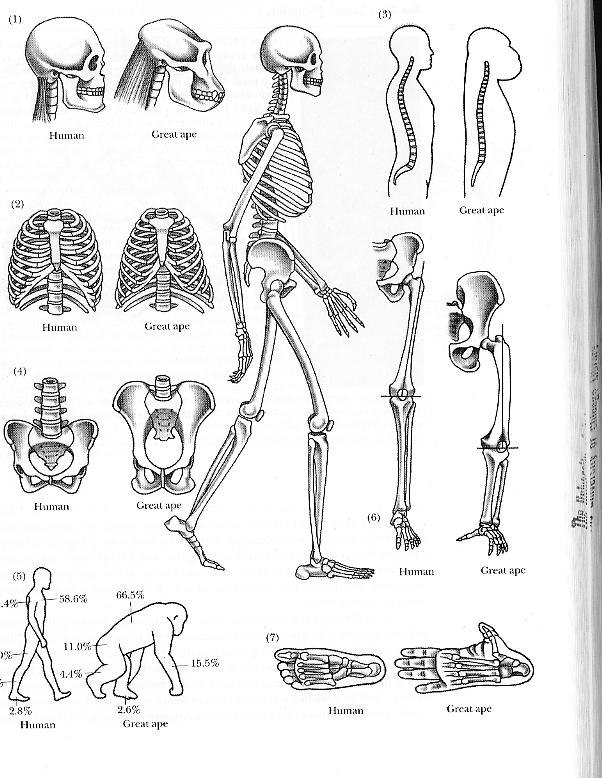 (1)
Human
Great ape
(3)
Human
Great ape
(2)
Human
Great ape
(4)
Human
Great ape
(6)
Human
Great ape
(5)
.4%
58.6%
2.8%
Human
66.5%
11.0%
4.4%
15.5%
2.6%
Great ape
(7)
Human
Great ape